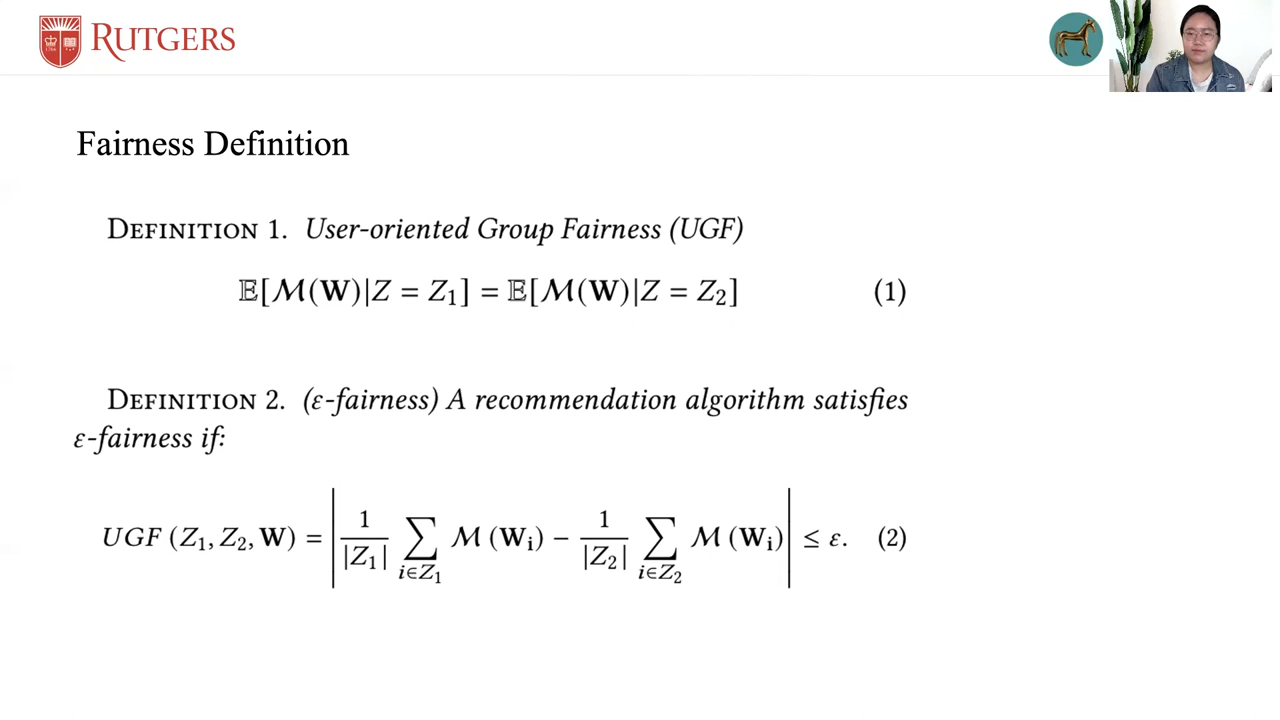 RUTGERS
Fairness Definition
DEFINITION 1. User-oriented Group Fairness (UGF)
𝔼[ℳ(𝐖)|Z = Z₁] = 𝔼[ℳ(𝐖)|Z = Z₂] (1)
DEFINITION 2. (ε-fairness) A recommendation algorithm satisfies
ε-fairness if:
UGF (Z₁, Z₂, 𝐖) = | 1/|Z₁| ∑_{i∈Z₁} ℳ (𝐖ᵢ) − 1/|Z₂| ∑_{i∈Z₂} ℳ (𝐖ᵢ) | ≤ ε. (2)